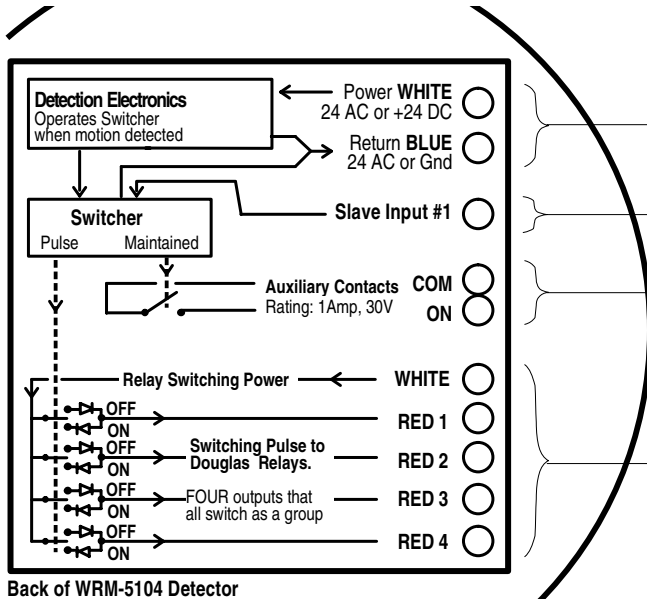 Detection Electronics
Operates Switcher
when motion detected
Power WHITE
24 AC or +24 DC
Return BLUE
24 AC or Gnd
Switcher
Pulse Maintained
Slave Input #1
Auxiliary Contacts
Rating: 1Amp, 30V
COM
ON
Relay Switching Power
WHITE
OFF
ON
RED 1
OFF
ON
Switching Pulse to
Douglas Relays.
RED 2
OFF
ON
FOUR outputs that
all switch as a group
RED 3
OFF
ON
RED 4
Back of WRM-5104 Detector